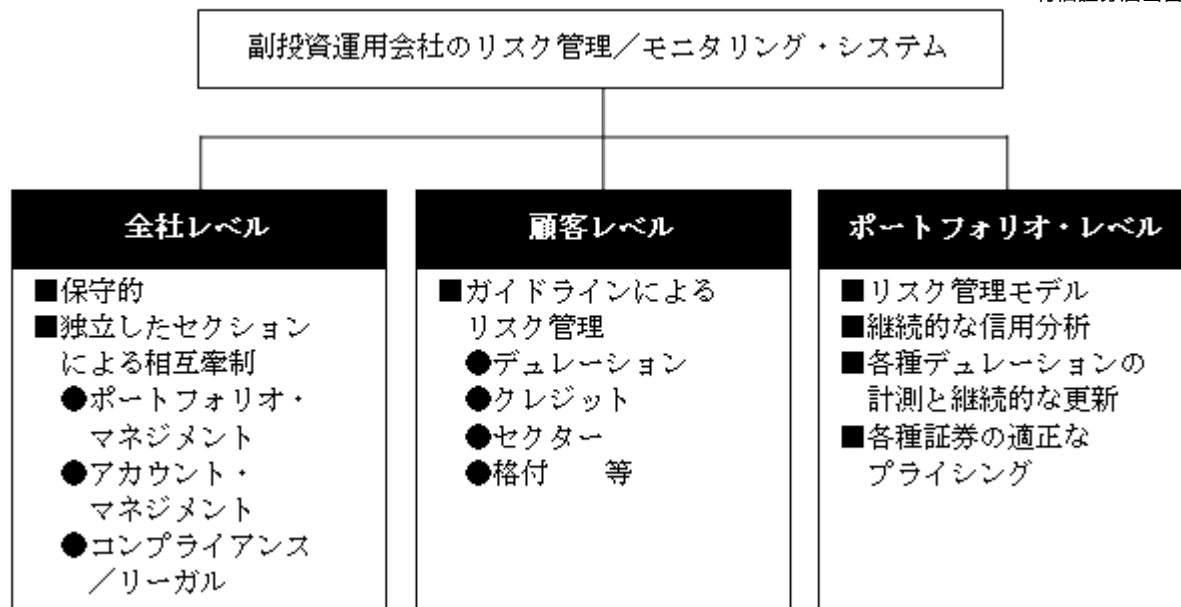 副投資運用会社のリスク管理／モニタリング・システム
全社レベル
■保守的
■独立したセクション
による相互牽制
●ポートフォリオ・
マネジメント
●アカウント・
マネジメント
●コンプライアンス
／リーガル
顧客レベル
■ガイドラインによる
リスク管理
●デュレーション
●クレジット
●セクター
●格付　等
ポートフォリオ・レベル
■リスク管理モデル
■継続的な信用分析
■各種デュレーションの
計測と継続的な更新
■各種証券の適正な
プライシング